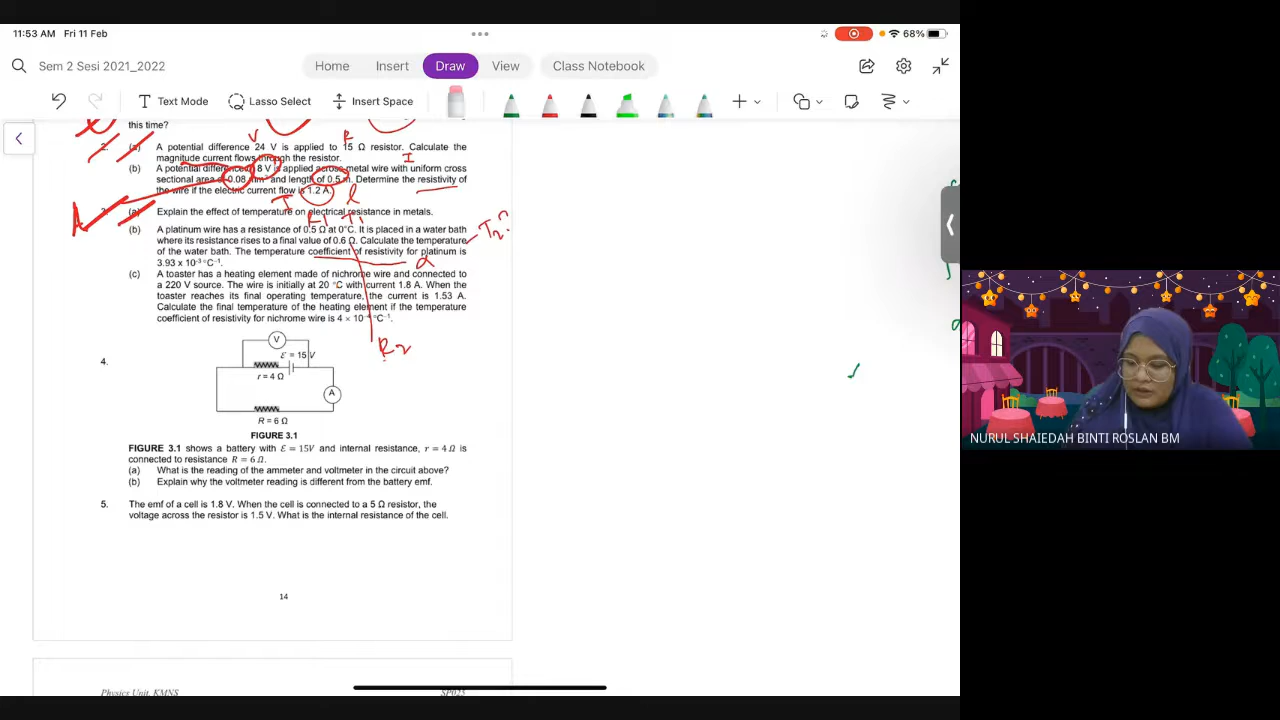 11:53 AM Fri 11 Feb
68%
Sem 2 Sesi 2021_2022
Home Insert Draw View Class Notebook
Text Mode Lasso Select Insert Space
this time?
2. (a) A potential difference 24 V is applied to 15 Ω resistor. Calculate the
magnitude current flows through the resistor.
(b) A potential difference 8 V is applied across metal wire with uniform cross
sectional area of 0.08 mm and length of 0.5 m. Determine the resistivity of
the wire if the electric current flow is 1.2 A.
V
R
I
A
I
l
3. (a) Explain the effect of temperature on electrical resistance in metals.
R1 T1
T2?
(b) A platinum wire has a resistance of 0.5 Ω at 0°C. It is placed in a water bath
where its resistance rises to a final value of 0.6 Ω. Calculate the temperature
of the water bath. The temperature coefficient of resistivity for platinum is
3.93 x 10⁻³ °C⁻¹.
α
(c) A toaster has a heating element made of nichrome wire and connected to
a 220 V source. The wire is initially at 20 °C with current 1.8 A. When the
toaster reaches its final operating temperature, the current is 1.53 A.
Calculate the final temperature of the heating element if the temperature
coefficient of resistivity for nichrome wire is 4 × 10⁻⁴ °C⁻¹.
R2
4.
V
ℰ = 15 V
r = 4 Ω
A
R = 6 Ω
FIGURE 3.1
FIGURE 3.1 shows a battery with ℰ = 15V and internal resistance, r = 4 Ω is
connected to resistance R = 6 Ω.
(a) What is the reading of the ammeter and voltmeter in the circuit above?
(b) Explain why the voltmeter reading is different from the battery emf.
5. The emf of a cell is 1.8 V. When the cell is connected to a 5 Ω resistor, the
voltage across the resistor is 1.5 V. What is the internal resistance of the cell.
14
Physics Unit, KMNS SP025
NURUL SHAIEDAH BINTI ROSLAN BM